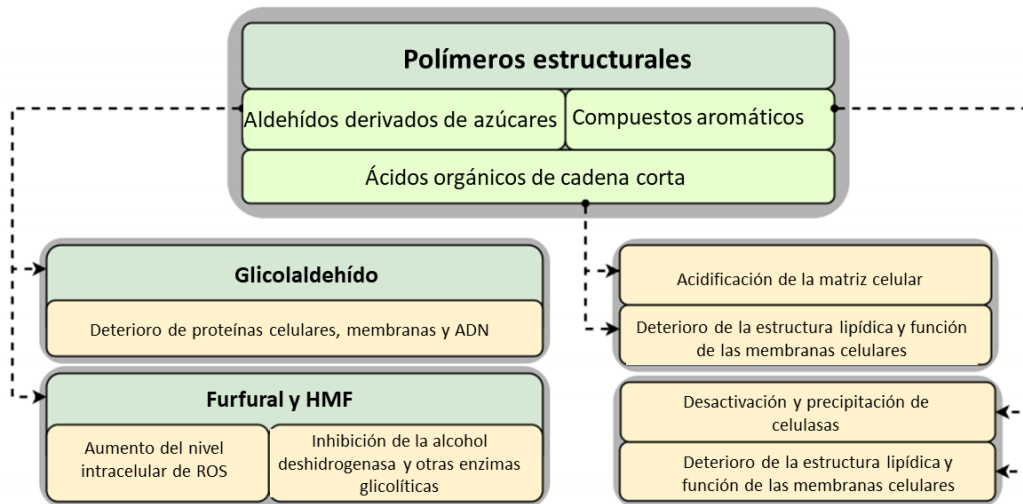 Polímeros estructurales
Aldehídos derivados de azúcares
Compuestos aromáticos
Ácidos orgánicos de cadena corta
Glicolaldehído
Deterioro de proteínas celulares, membranas y ADN
Furfural y HMF
Aumento del nivel
intracelular de ROS
Inhibición de la alcohol
deshidrogenasa y otras enzimas
glicolíticas
Acidificación de la matriz celular
Deterioro de la estructura lipídica y función
de las membranas celulares
Desactivación y precipitación de
celulasas
Deterioro de la estructura lipídica y
función de las membranas celulares